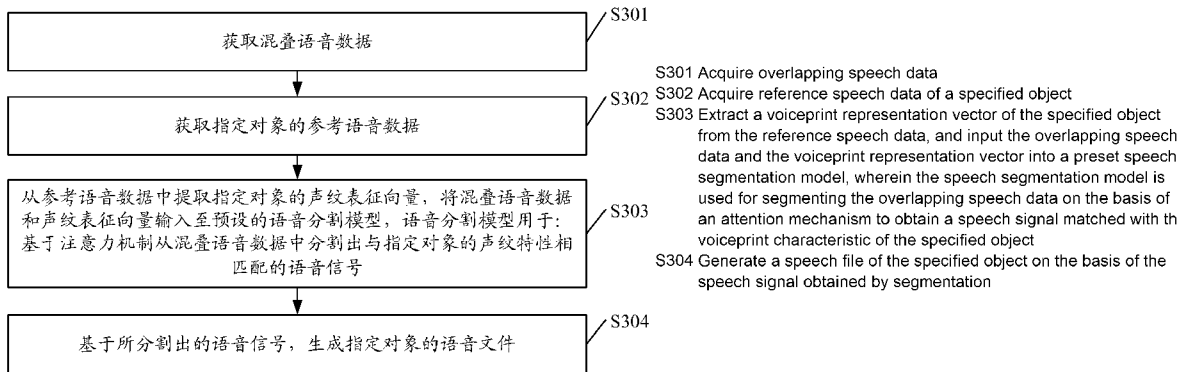 获取混叠语音数据
S301
获取指定对象的参考语音数据
S302
从参考语音数据中提取指定对象的声纹表征向量，将混叠语音数据
和声纹表征向量输入至预设的语音分割模型，语音分割模型用于：
基于注意力机制从混叠语音数据中分割出与指定对象的声纹特性相
匹配的语音信号
S303
基于所分割出的语音信号，生成指定对象的语音文件
S304
S301 Acquire overlapping speech data
S302 Acquire reference speech data of a specified object
S303 Extract a voiceprint representation vector of the specified object
from the reference speech data, and input the overlapping speech
data and the voiceprint representation vector into a preset speech
segmentation model, wherein the speech segmentation model is
used for segmenting the overlapping speech data on the basis of
an attention mechanism to obtain a speech signal matched with th
voiceprint characteristic of the specified object
S304 Generate a speech file of the specified object on the basis of the
speech signal obtained by segmentation